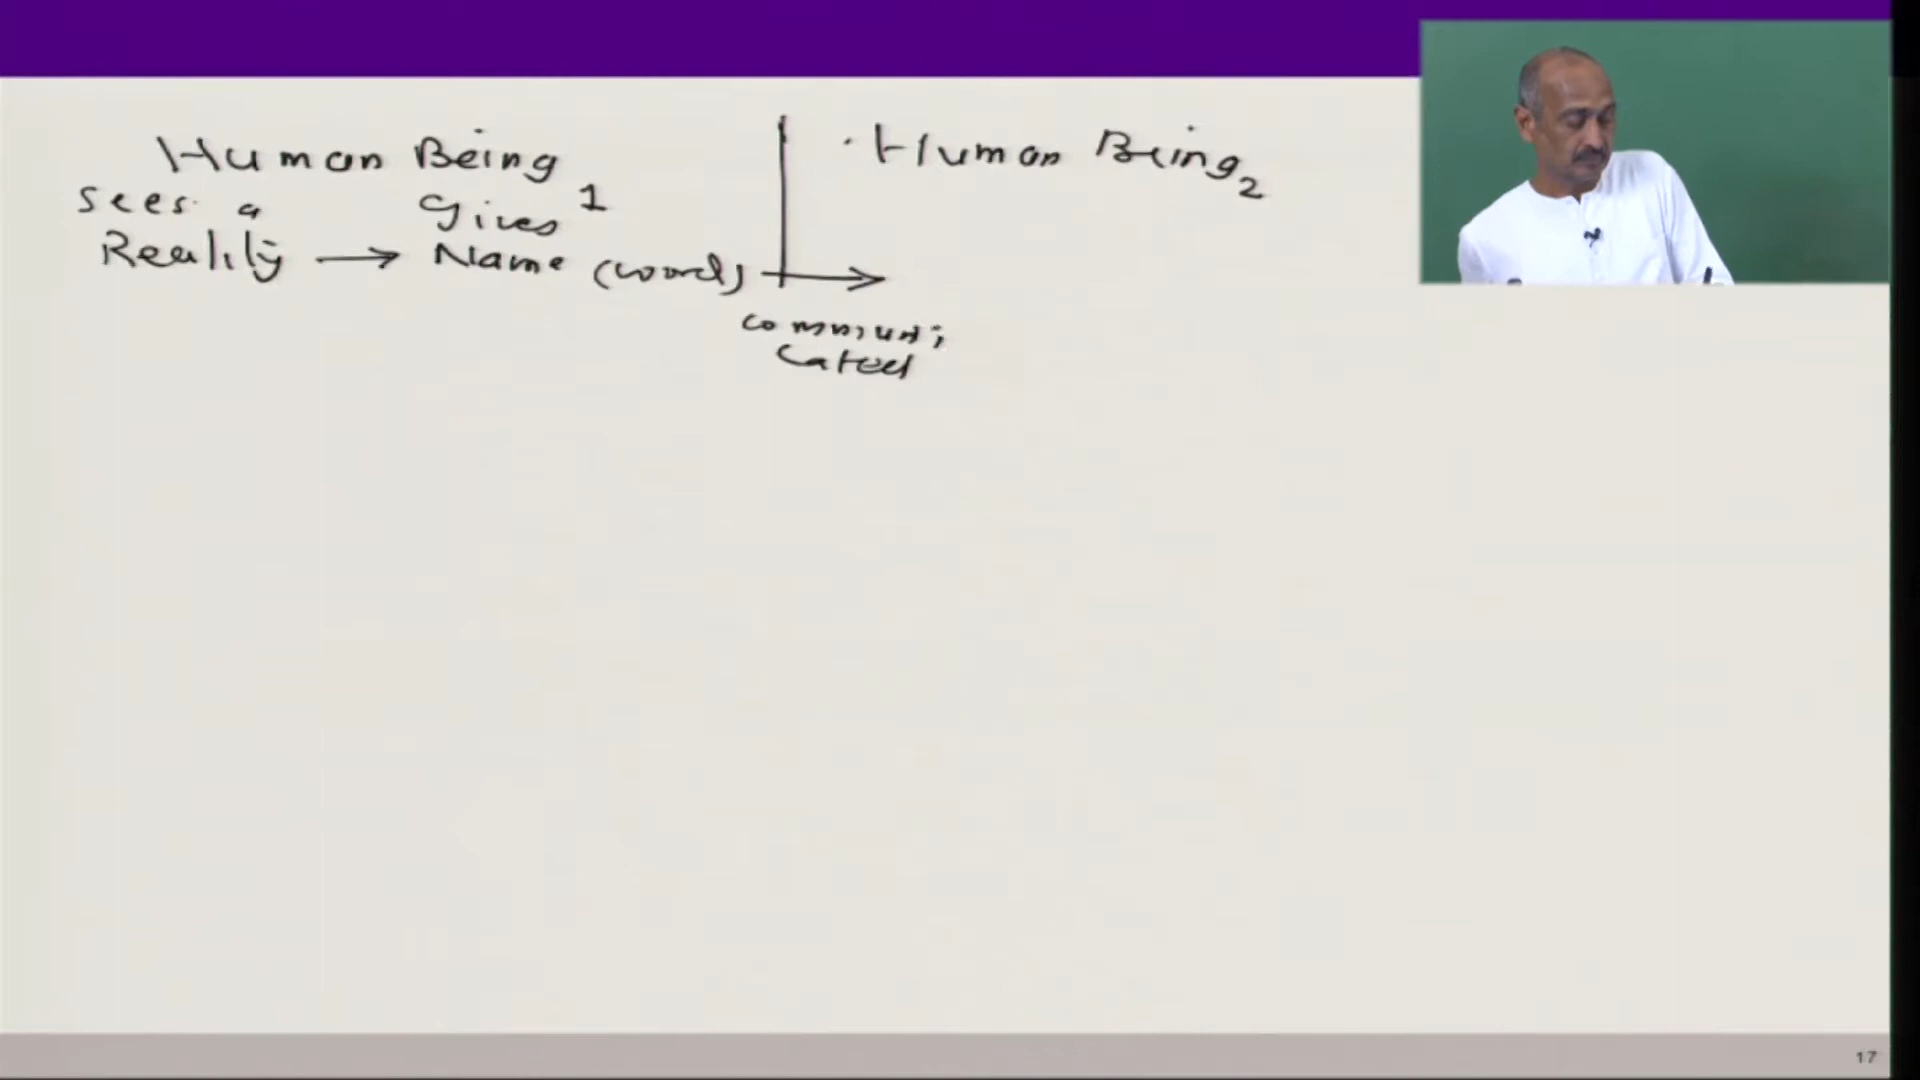 Human Being 1
sees a gives
Reality → Name (word) →
communi
cated
Human Being 2
17